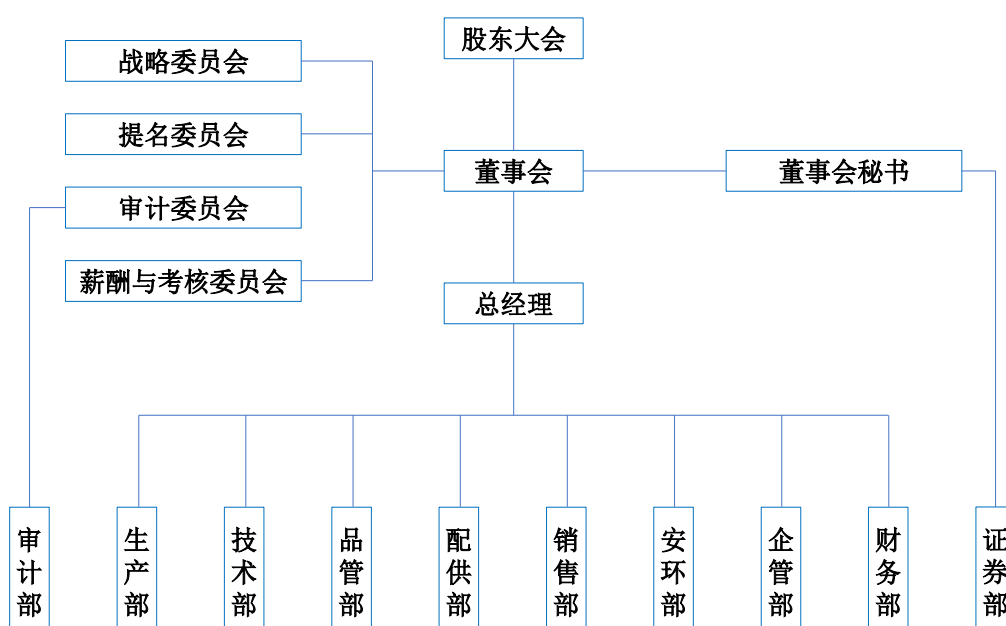 股东大会
战略委员会
提名委员会
董事会
董事会秘书
审计委员会
薪酬与考核委员会
总经理
审计部
生产部
技术部
品管部
配供部
销售部
安环部
企管部
财务部
证券部